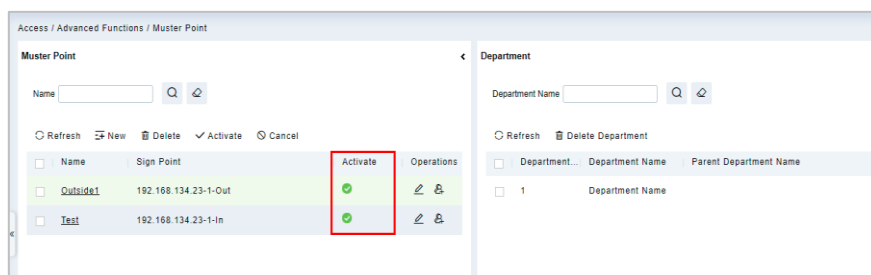 Access / Advanced Functions / Muster Point
Muster Point
Name
Refresh New Delete Activate Cancel
Name Sign Point Activate Operations
Outside1 192.168.134.23-1-Out
Test 192.168.134.23-1-In
Department
Department Name
Refresh Delete Department
Department... Department Name Parent Department Name
1 Department Name